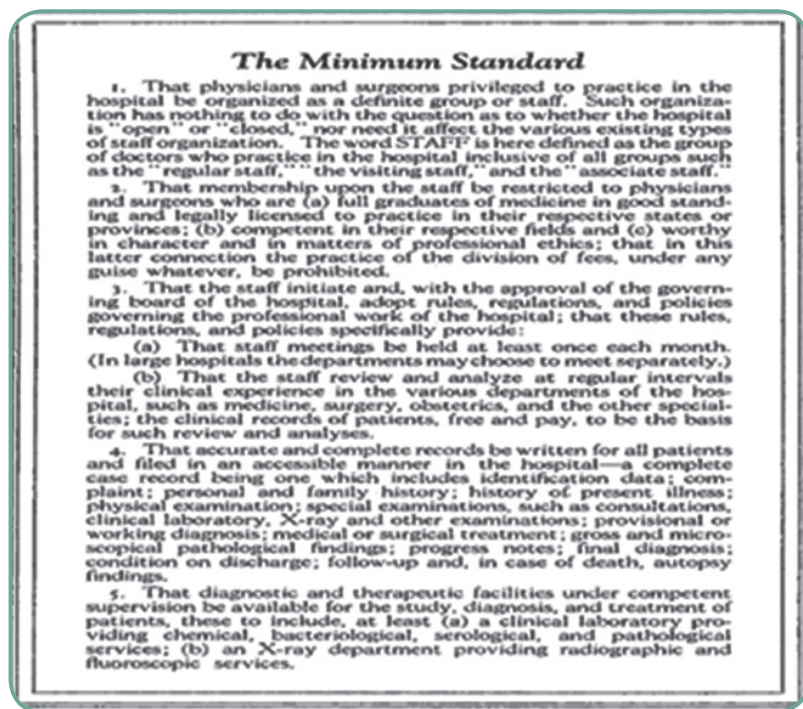 The Minimum Standard
1. That physicians and surgeons privileged to practice in the
hospital be organized as a definite group or staff. Such organiza-
tion has nothing to do with the question as to whether the hospital
is "open" or "closed," nor need it affect the various existing types
of staff organization. The word STAFF is here defined as the group
of doctors who practice in the hospital inclusive of all groups such
as the "regular staff," "the visiting staff," and the "associate staff."
2. That membership upon the staff be restricted to physicians
and surgeons who are (a) full graduates of medicine in good stand-
ing and legally licensed to practice in their respective states or
provinces; (b) competent in their respective fields and (c) worthy
in character and in matters of professional ethics; that in this
latter connection the practice of the division of fees, under any
guise whatever, be prohibited.
3. That the staff initiate and, with the approval of the govern-
ing board of the hospital, adopt rules, regulations, and policies
governing the professional work of the hospital; that these rules,
regulations, and policies specifically provide:
(a) That staff meetings be held at least once each month.
(In large hospitals the departments may choose to meet separately.)
(b) That the staff review and analyze at regular intervals
their clinical experience in the various departments of the hos-
pital, such as medicine, surgery, obstetrics, and the other special-
ties; the clinical records of patients, free and pay, to be the basis
for such review and analyses.
4. That accurate and complete records be written for all patients
and filed in an accessible manner in the hospital—a complete
case record being one which includes identification data; com-
plaint; personal and family history; history of present illness;
physical examination; special examinations, such as consultations,
clinical laboratory, X-ray and other examinations; provisional or
working diagnosis; medical or surgical treatment; gross and micro-
scopical pathological findings; progress notes; final diagnosis;
condition on discharge; follow-up and, in case of death, autopsy
findings.
5. That diagnostic and therapeutic facilities under competent
supervision be available for the study, diagnosis, and treatment of
patients, these to include, at least (a) a clinical laboratory pro-
viding chemical, bacteriological, serological, and pathological
services; (b) an X-ray department providing radiographic and
fluoroscopic services.